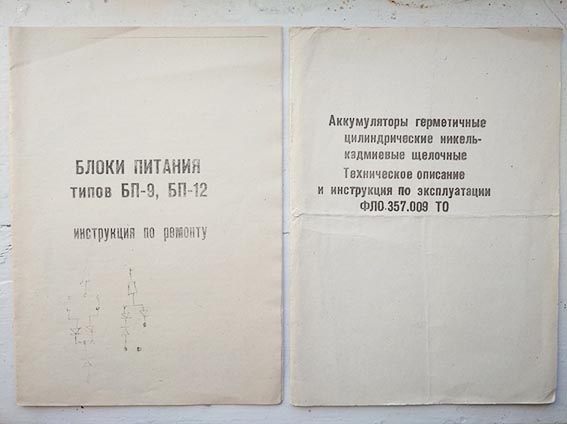 БЛОКИ ПИТАНИЯ
типов БП-9, БП-12
инструкция по ремонту
Аккумуляторы герметичные
цилиндрические никель-
кадмиевые щелочные
Техническое описание
и инструкция по эксплуатации
ФЛ0.357.009 ТО